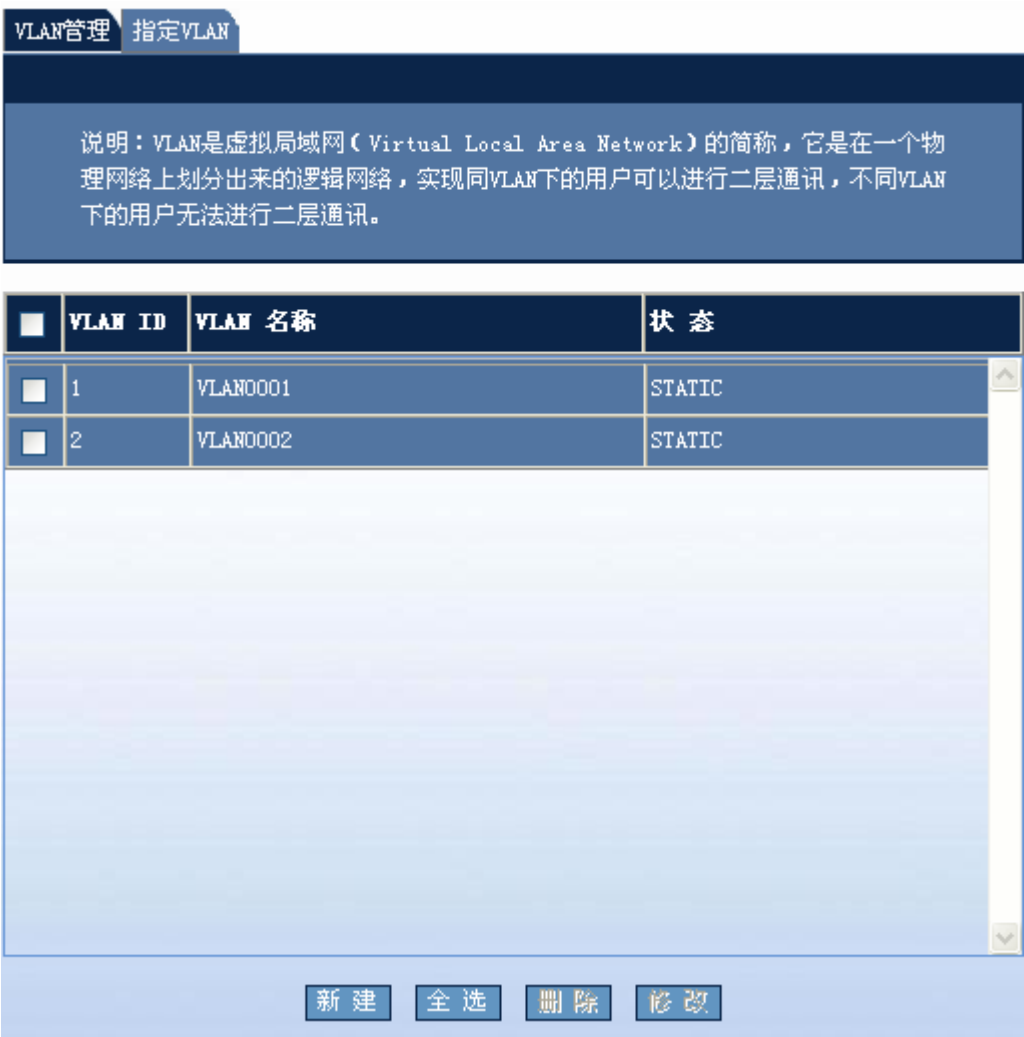 VLAN管理 指定VLAN
说明：VLAN是虚拟局域网（Virtual Local Area Network）的简称，它是在一个物
理网络上划分出来的逻辑网络，实现同VLAN下的用户可以进行二层通讯，不同VLAN
下的用户无法进行二层通讯。
VLAN ID VLAN 名称 状 态
1 VLAN0001 STATIC
2 VLAN0002 STATIC
新 建 全 选 删 除 修 改